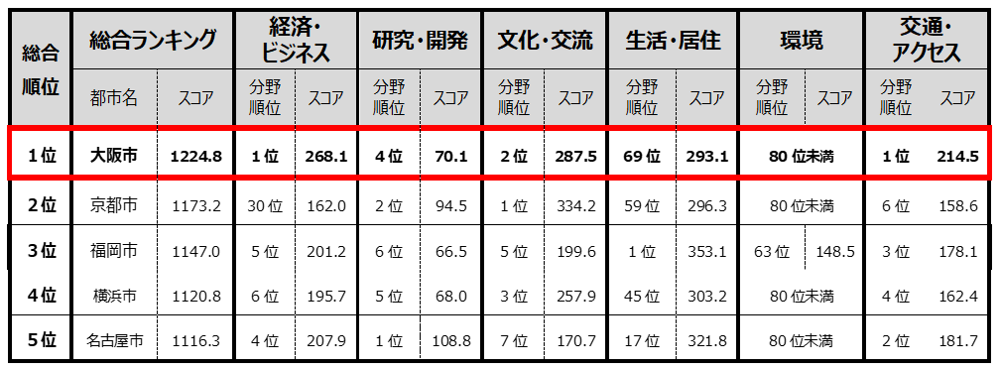 総合順位 総合ランキング 経済・ビジネス 研究・開発 文化・交流 生活・居住 環境 交通・アクセス
都市名 スコア 分野順位 スコア 分野順位 スコア 分野順位 スコア 分野順位 スコア 分野順位 スコア 分野順位 スコア
1位 大阪市 1224.8 1位 268.1 4位 70.1 2位 287.5 69位 293.1 80位未満 1位 214.5
2位 京都市 1173.2 30位 162.0 2位 94.5 1位 334.2 59位 296.3 80位未満 6位 158.6
3位 福岡市 1147.0 5位 201.2 6位 66.5 5位 199.6 1位 353.1 63位 148.5 3位 178.1
4位 横浜市 1120.8 6位 195.7 5位 68.0 3位 257.9 45位 303.2 80位未満 4位 162.4
5位 名古屋市 1116.3 4位 207.9 1位 108.8 7位 170.7 17位 321.8 80位未満 2位 181.7